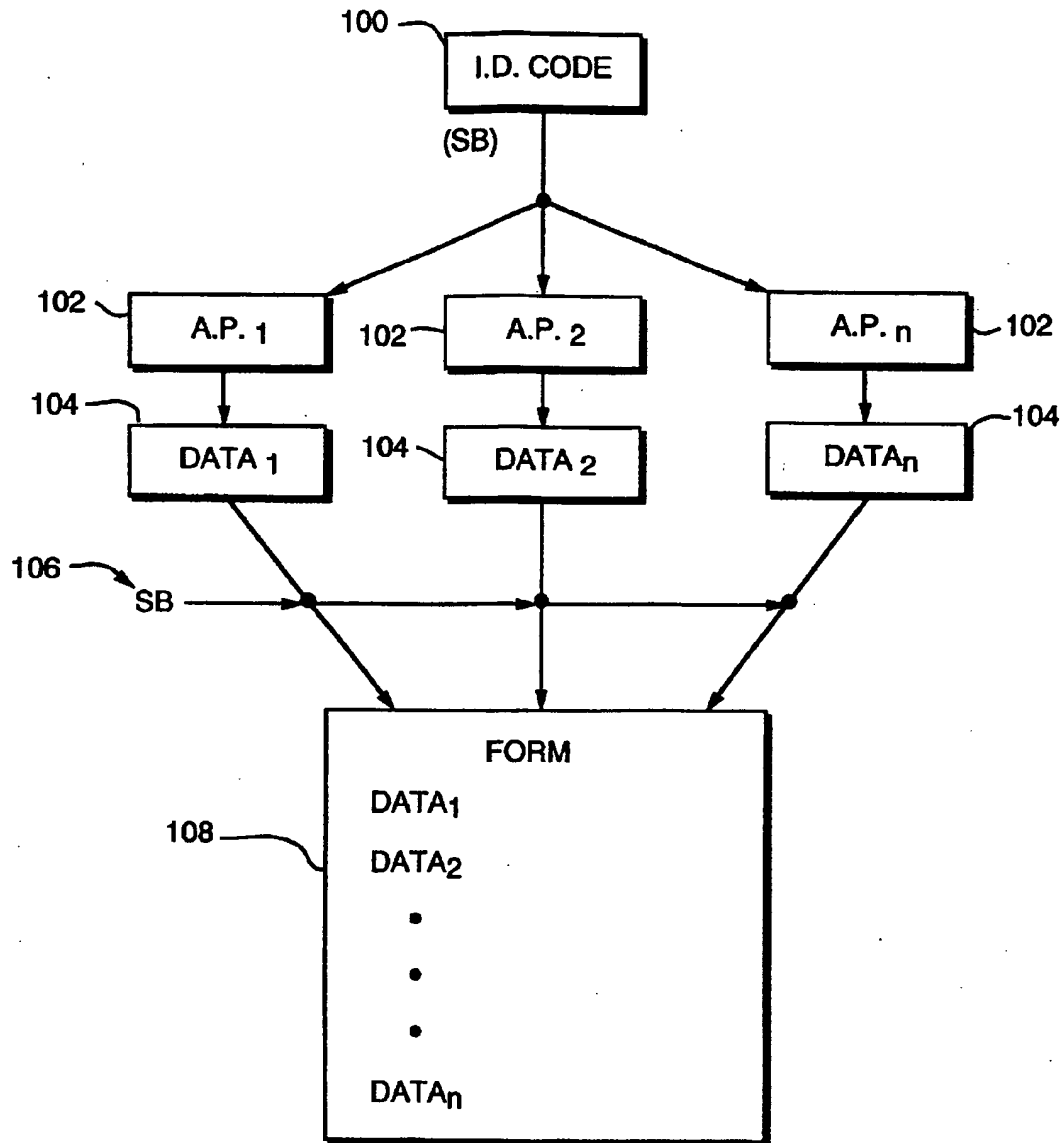 100
I.D. CODE
(SB)
102
A.P. 1
102
A.P. 2
A.P. n
102
104
DATA 1
104
DATA 2
DATAn
104
106
SB
FORM
DATA1
108
DATA2
DATAn